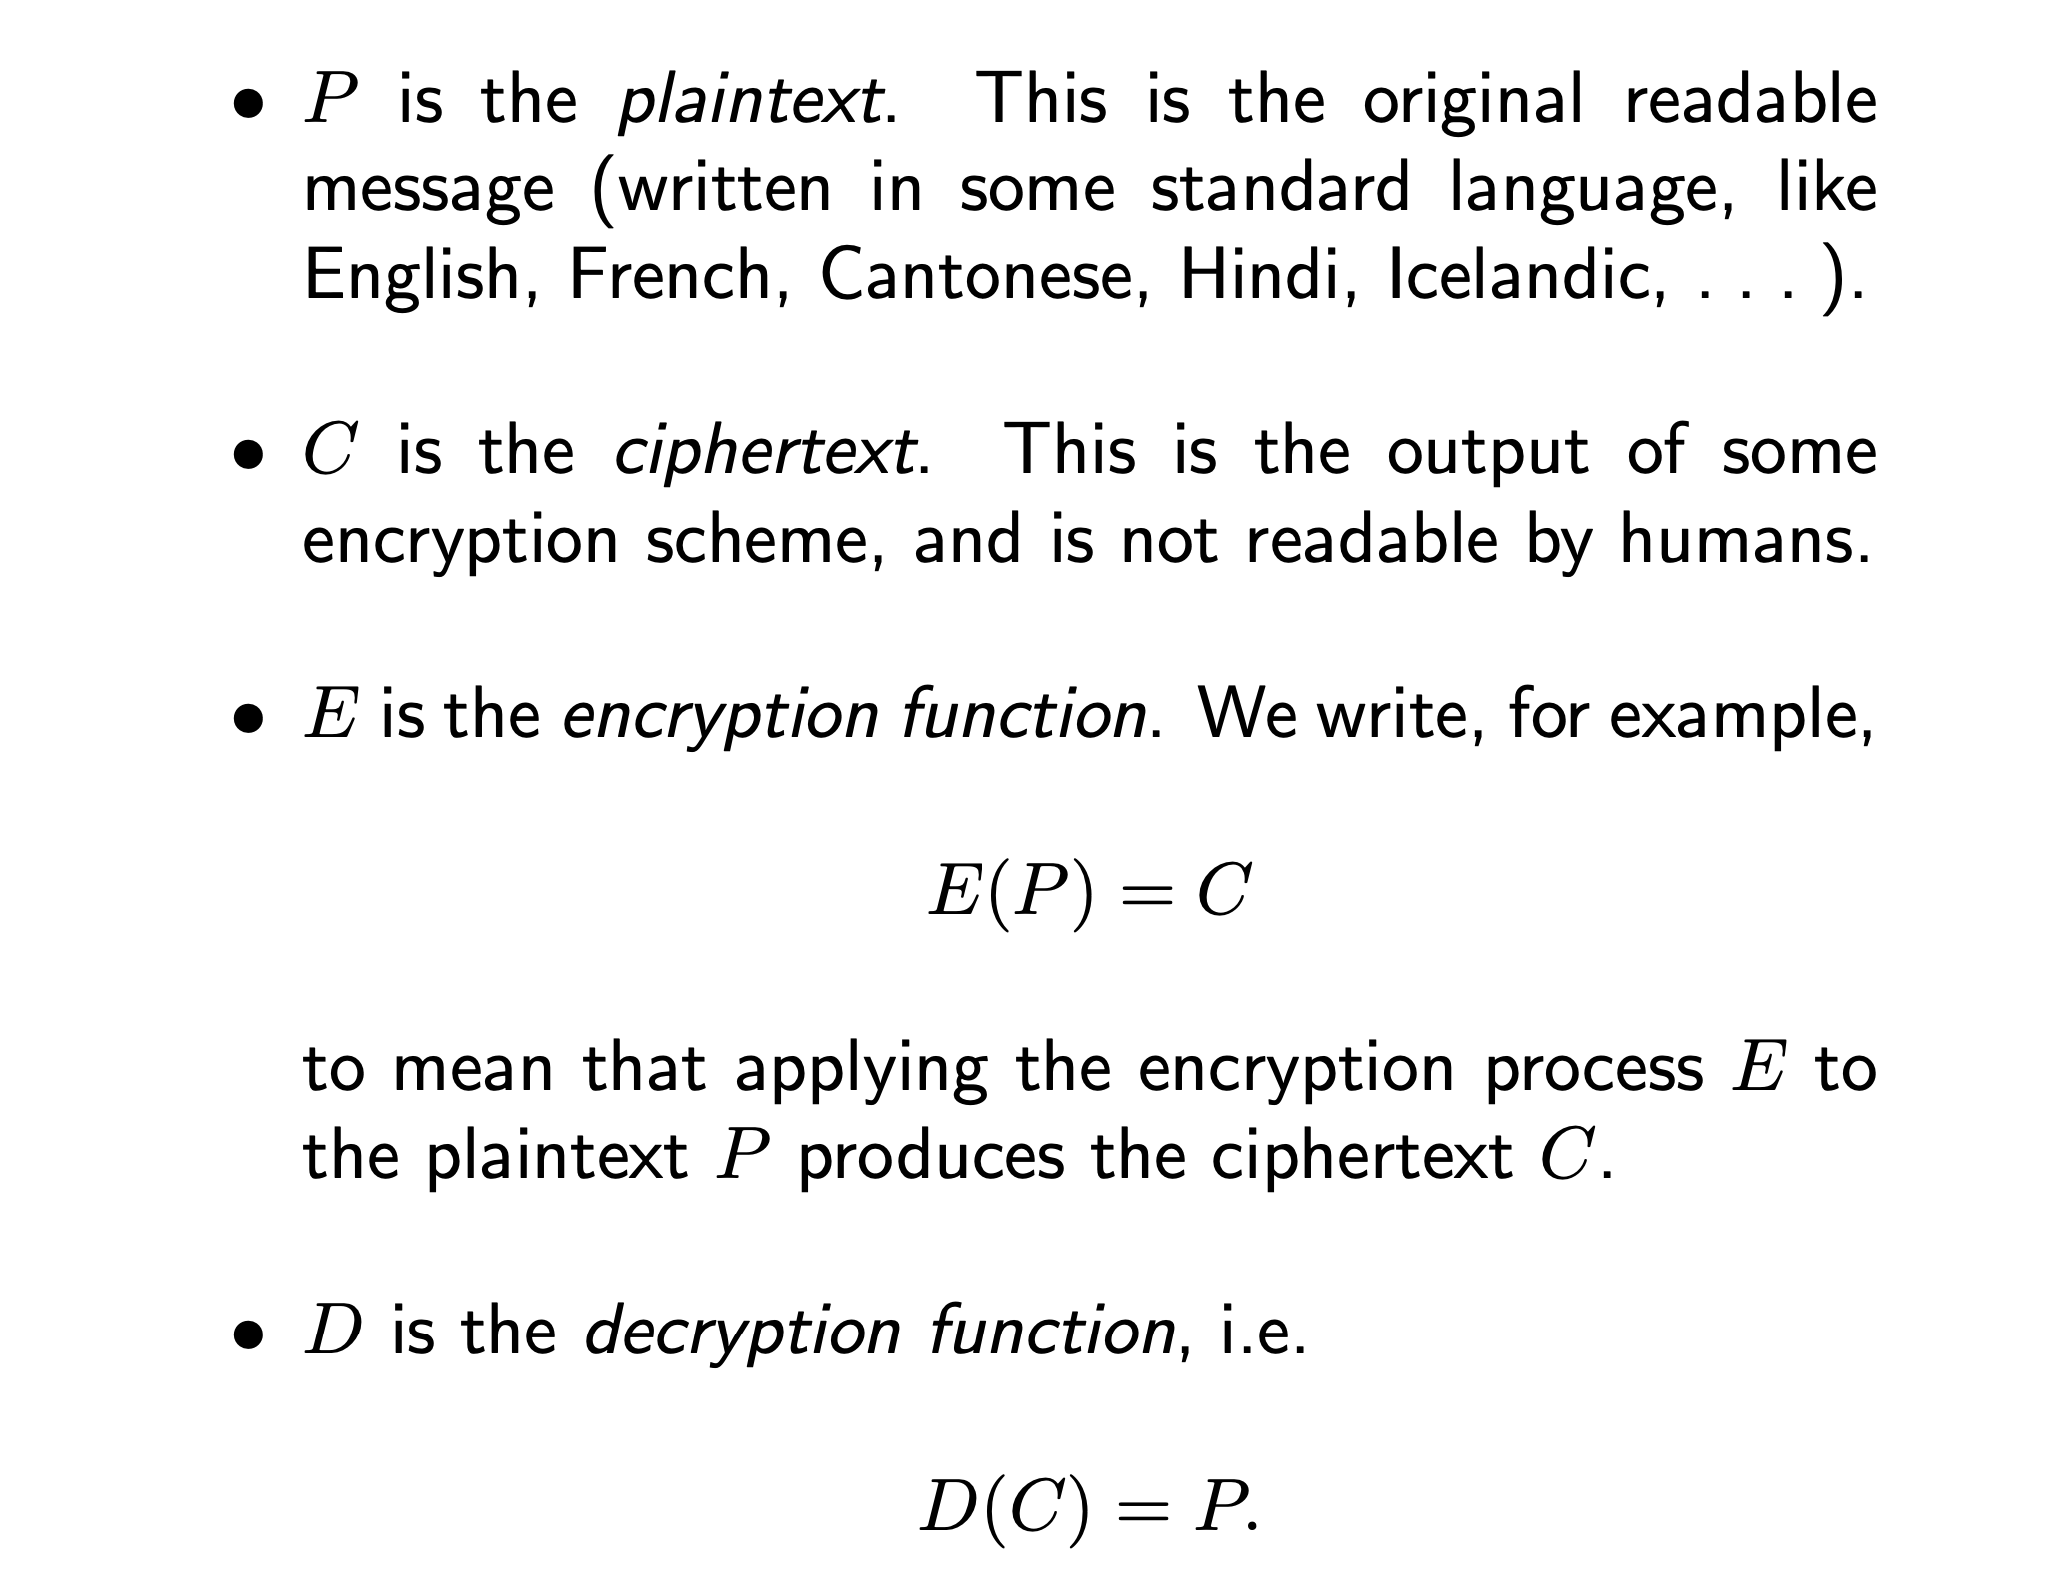 • P is the plaintext. This is the original readable
message (written in some standard language, like
English, French, Cantonese, Hindi, Icelandic, . . . ).
• C is the ciphertext. This is the output of some
encryption scheme, and is not readable by humans.
• E is the encryption function. We write, for example,
E(P) = C
to mean that applying the encryption process E to
the plaintext P produces the ciphertext C.
• D is the decryption function, i.e.
D(C) = P.